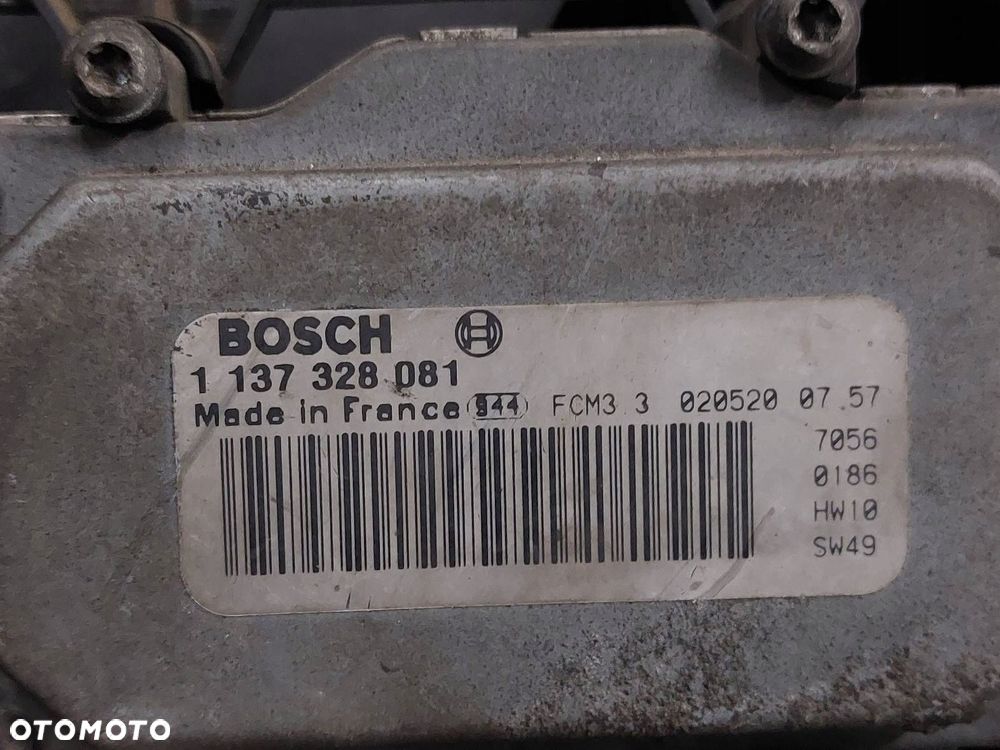 BOSCH
1 137 328 081
Made in France 944 FCM3 3 020520 07.57
7056
0186
HW10
SW49
OTOMOTO